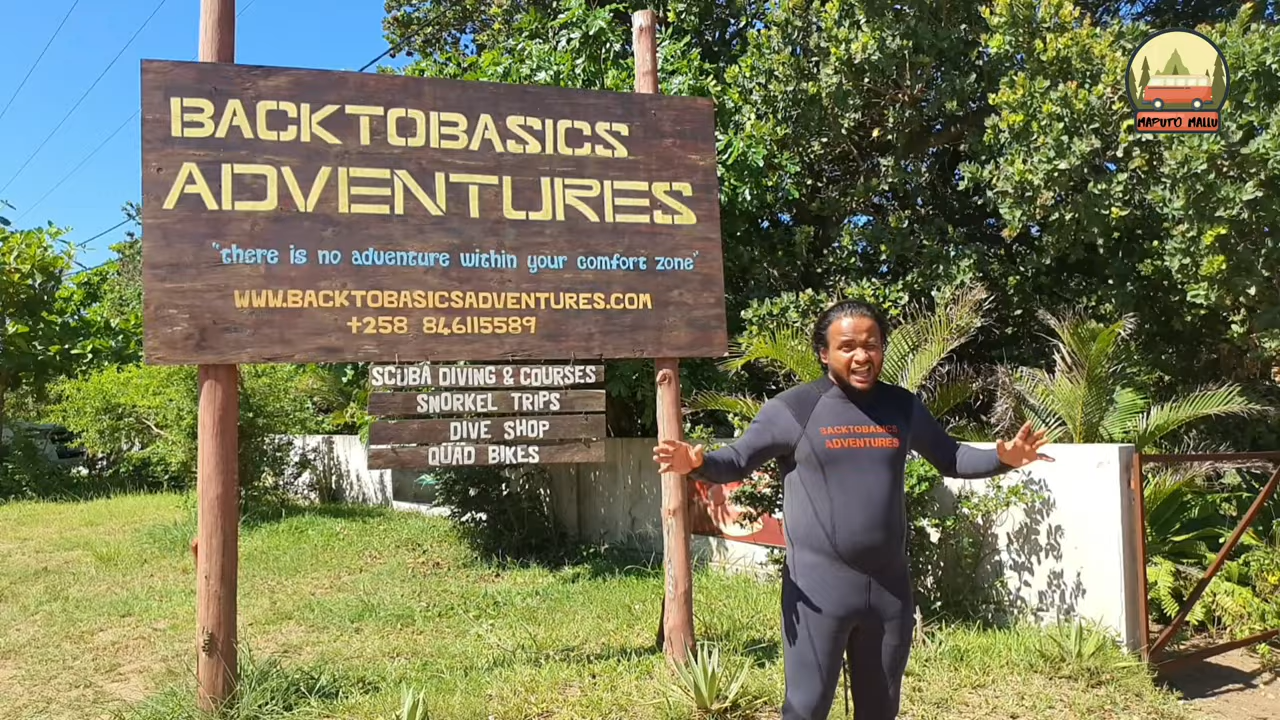 BACKTOBASICS
ADVENTURES
"there is no adventure within your comfort zone"
WWW.BACKTOBASICSADVENTURES.COM
+258 846115589
SCUBA DIVING & COURSES
SNORKEL TRIPS
DIVE SHOP
QUAD BIKES
BACKTOBASICS
ADVENTURES
MAPUTO MALLU